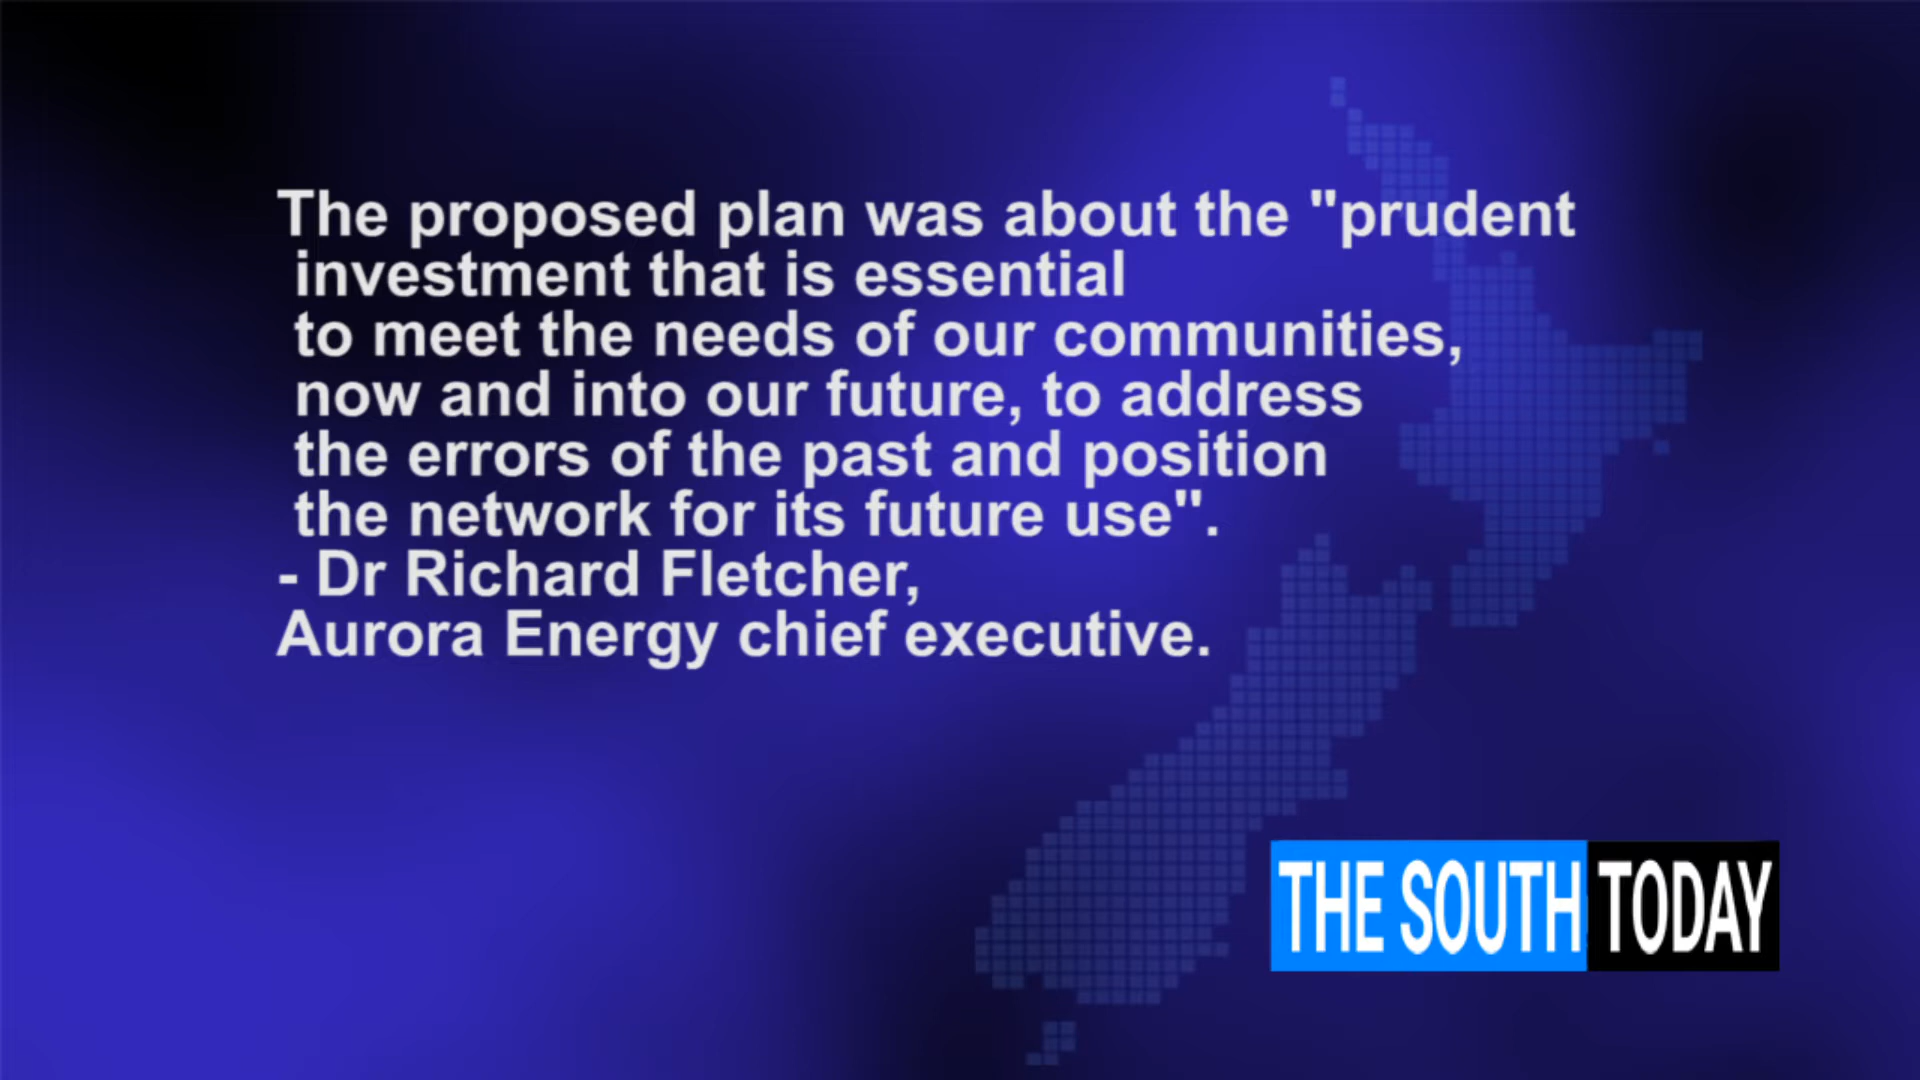 The proposed plan was about the "prudent
investment that is essential
to meet the needs of our communities,
now and into our future, to address
the errors of the past and position
the network for its future use".
- Dr Richard Fletcher,
Aurora Energy chief executive.
THE SOUTH TODAY